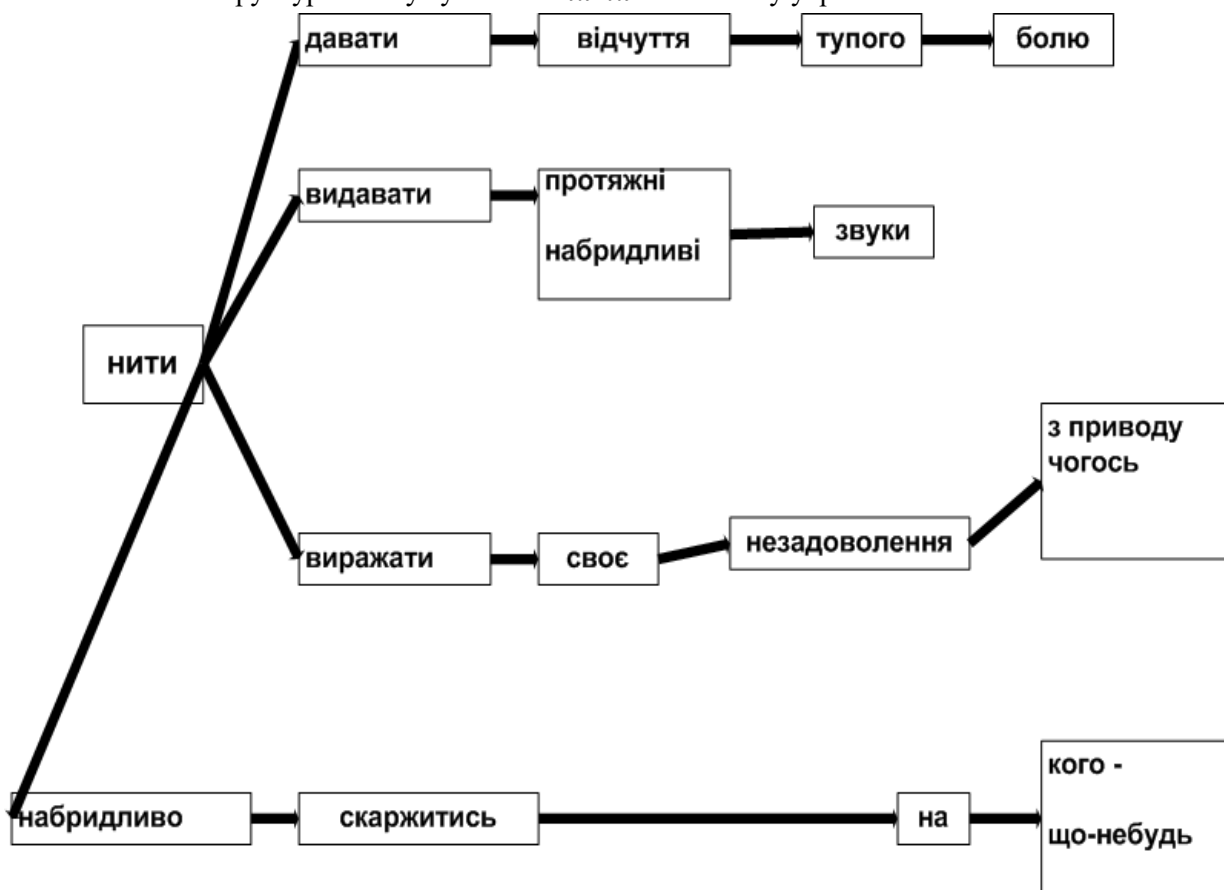 давати відчуття тупого болю
видавати
протяжні
набридливі
звуки
нити
виражати своє незадоволення
з приводу
чогось
набридливо скаржитись на
кого -
що-небудь